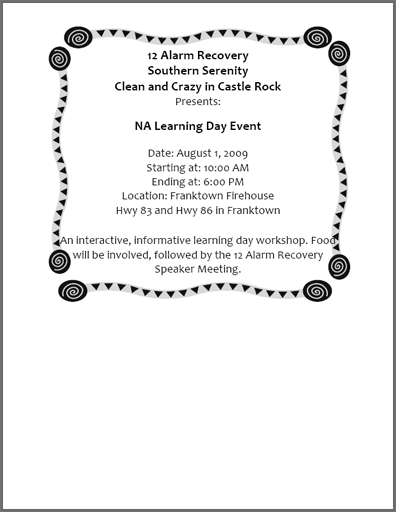 12 Alarm Recovery
Southern Serenity
Clean and Crazy in Castle Rock
Presents:
NA Learning Day Event
Date: August 1, 2009
Starting at: 10:00 AM
Ending at: 6:00 PM
Location: Franktown Firehouse
Hwy 83 and Hwy 86 in Franktown
An interactive, informative learning day workshop. Food
will be involved, followed by the 12 Alarm Recovery
Speaker Meeting.